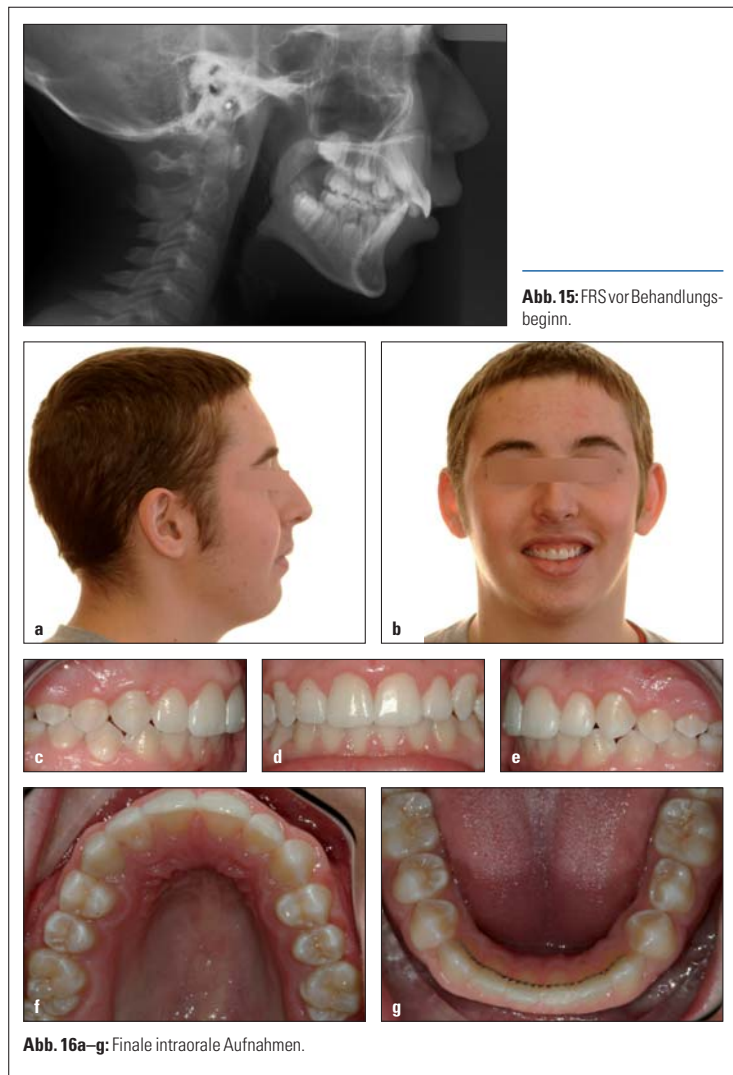 Abb. 15: FRS vor Behandlungs-
beginn.
a
b
c
d
e
f
g
Abb. 16a–g: Finale intraorale Aufnahmen.